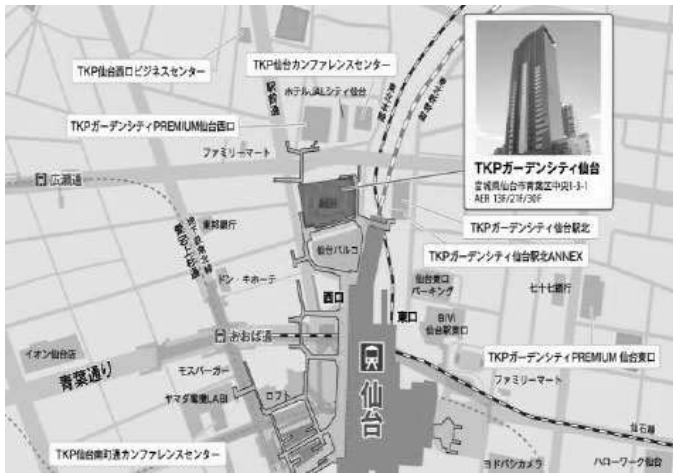 TKP仙台西口ビジネスセンター
TKP仙台カンファレンスセンター
ホテルJALシティ仙台
駅前通
TKPガーデンシティPREMIUM仙台西口
ファミリーマート
広瀬通
TKPガーデンシティ仙台
宮城県仙台市青葉区中央1-3-1
AER 13F/21F/30F
TKPガーデンシティ仙台駅北
TKPガーデンシティ仙台駅北ANNEX
東邦銀行
仙台パルコ
愛宕上杉通
ドン・キホーテ
西口
東口
仙台東口
パーキング
七十七銀行
BiVi
仙台駅東口
あおば通
イオン仙台店
青葉通り
モスバーガー
ヤマダ電機LABI
ロフト
仙台
TKPガーデンシティPREMIUM 仙台東口
ファミリーマート
仙石線
TKP仙台南町通カンファレンスセンター
ヨドバシカメラ
ハローワーク仙台